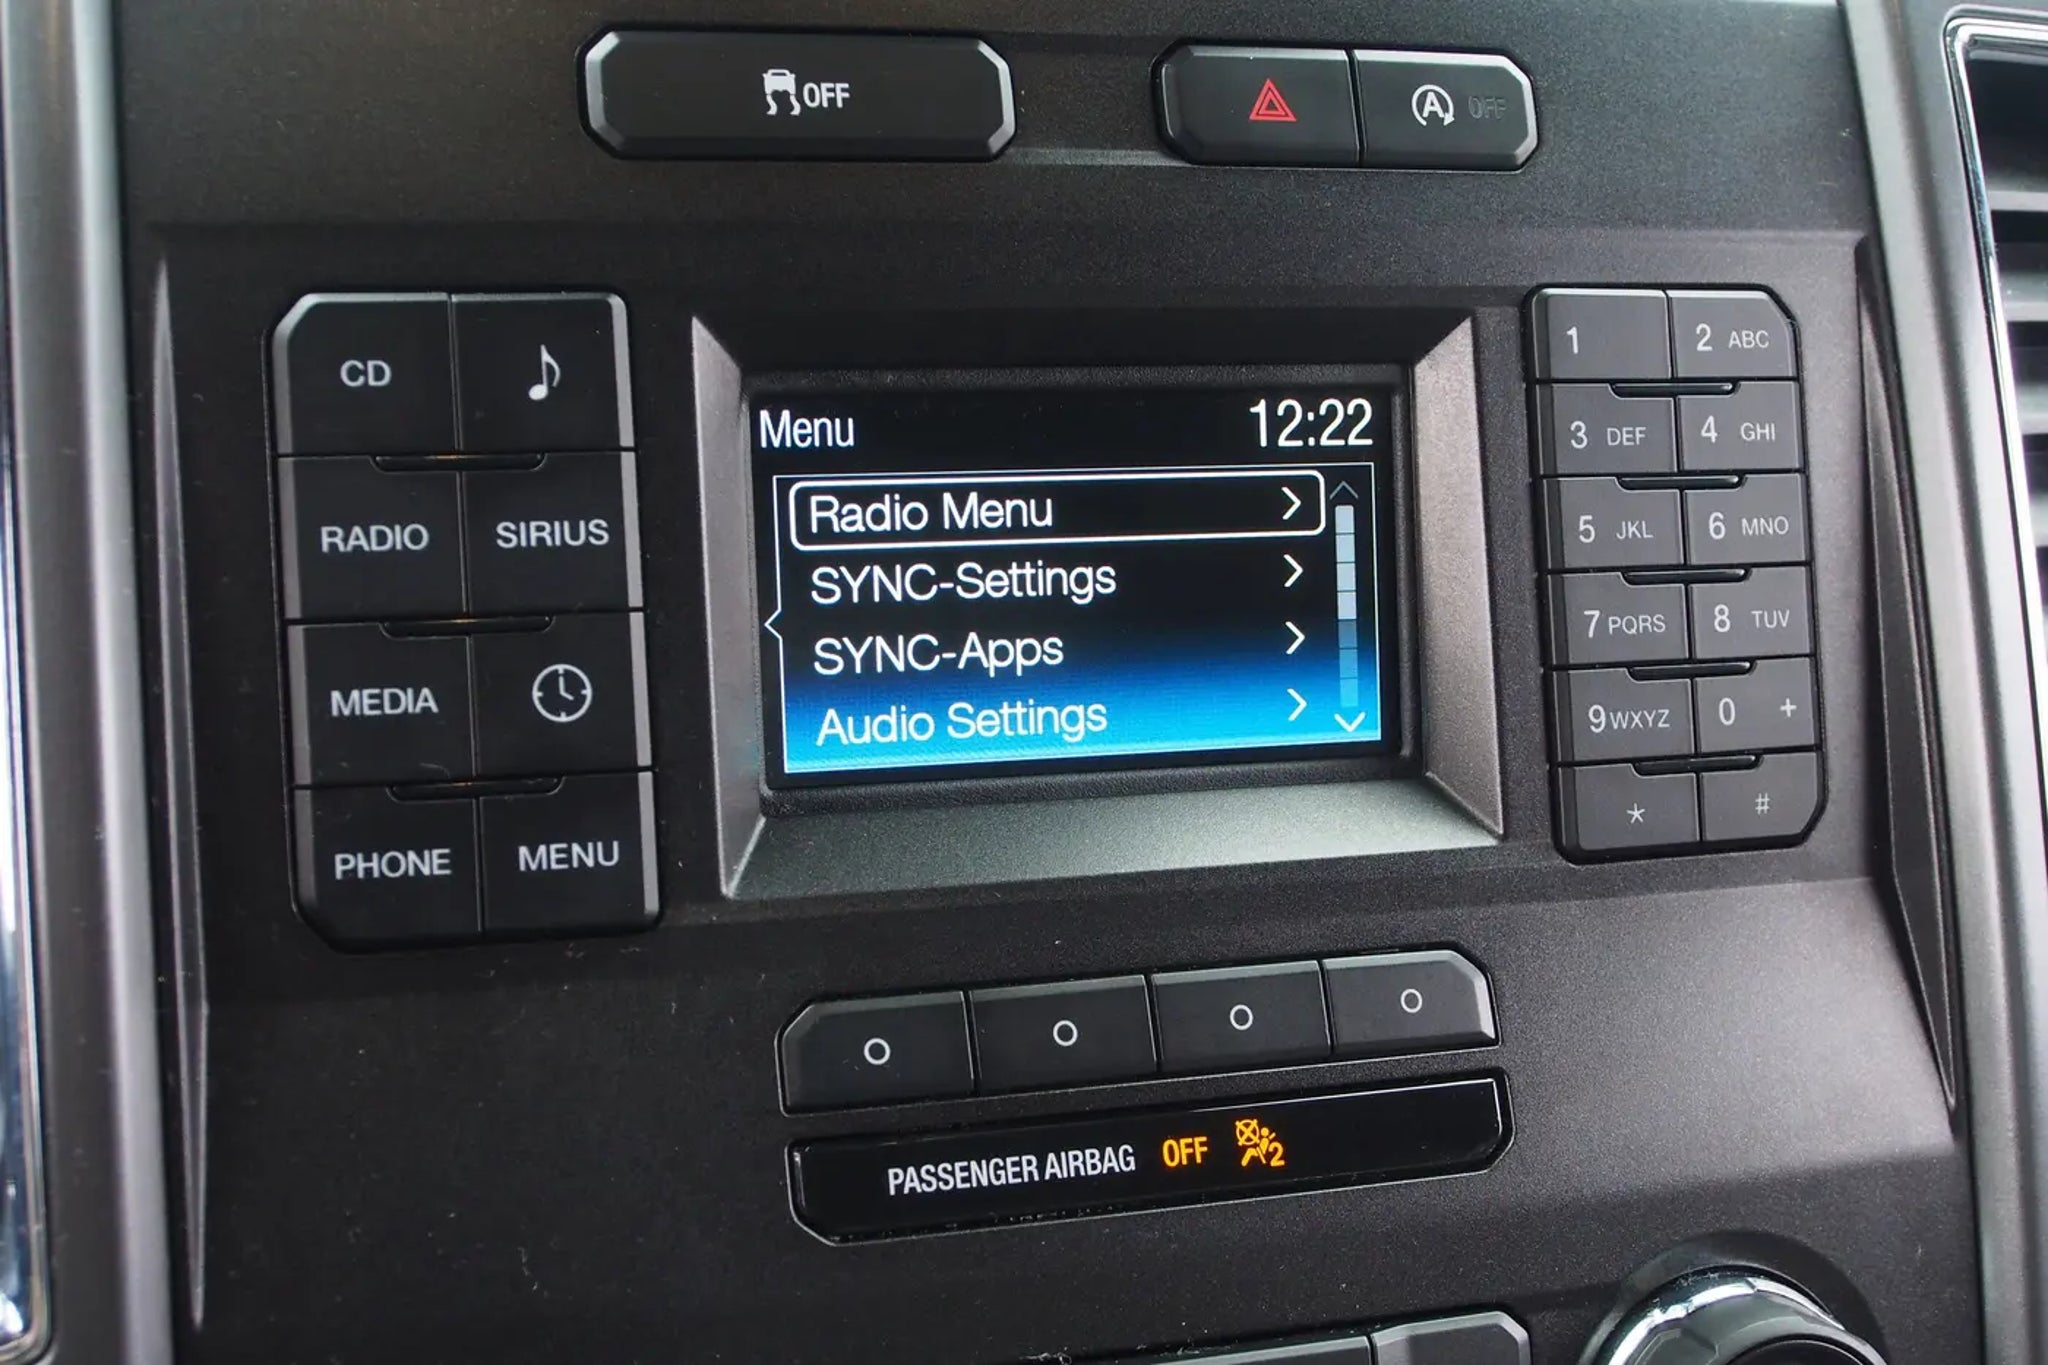 OFF
A OFF
CD
RADIO SIRIUS
MEDIA
PHONE MENU
Menu 12:22
Radio Menu
SYNC-Settings
SYNC-Apps
Audio Settings
1 2 ABC
3 DEF 4 GHI
5 JKL 6 MNO
7 PQRS 8 TUV
9 WXYZ 0 +
* #
PASSENGER AIRBAG OFF 2